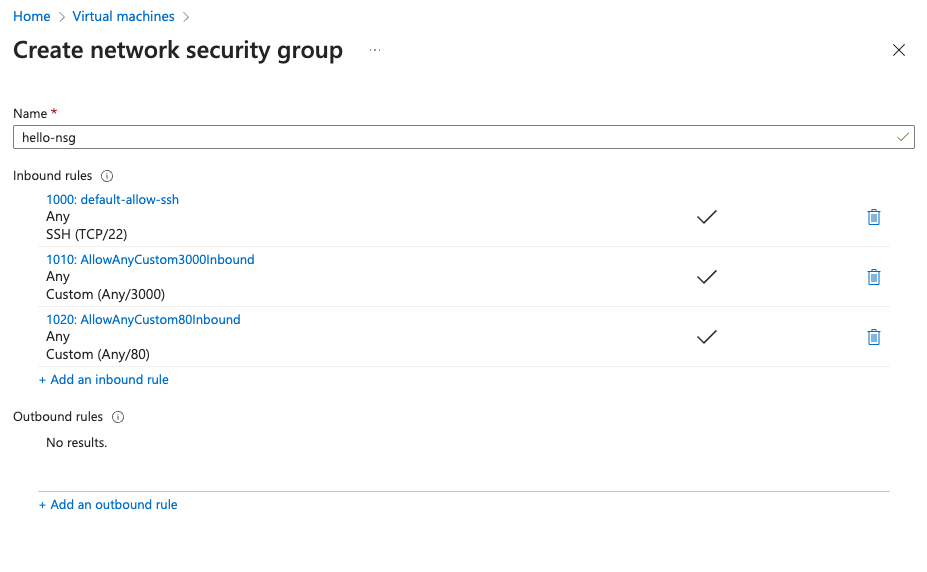 Home > Virtual machines >
Create network security group ...
Name *
hello-nsg
Inbound rules
1000: default-allow-ssh
Any
SSH (TCP/22)
1010: AllowAnyCustom3000Inbound
Any
Custom (Any/3000)
1020: AllowAnyCustom80Inbound
Any
Custom (Any/80)
+ Add an inbound rule
Outbound rules
No results.
+ Add an outbound rule